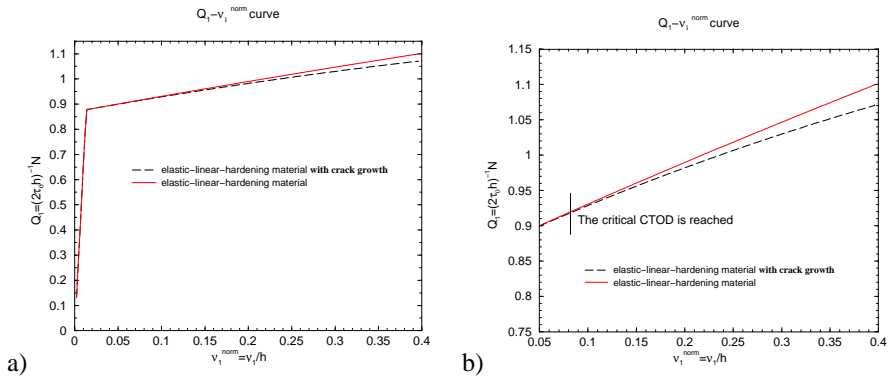 Q₁−ν₁ⁿᵒʳᵐ curve
1.1
1
0.9
0.8
0.7
0.6
0.5
0.4
0.3
0.2
0.1
0
Q₁=(2τ₀h)⁻¹N
elastic−linear−hardening material with crack growth
elastic−linear−hardening material
0 0.05 0.1 0.15 0.2 0.25 0.3 0.35 0.4
ν₁ⁿᵒʳᵐ=ν₁/h
a)
Q₁−ν₁ⁿᵒʳᵐ curve
1.15
1.1
1.05
1
0.95
0.9
0.85
0.8
0.75
Q₁=(2τ₀h)⁻¹N
The critical CTOD is reached
elastic−linear−hardening material with crack growth
elastic−linear−hardening material
0.05 0.1 0.15 0.2 0.25 0.3 0.35 0.4
ν₁ⁿᵒʳᵐ=ν₁/h
b)